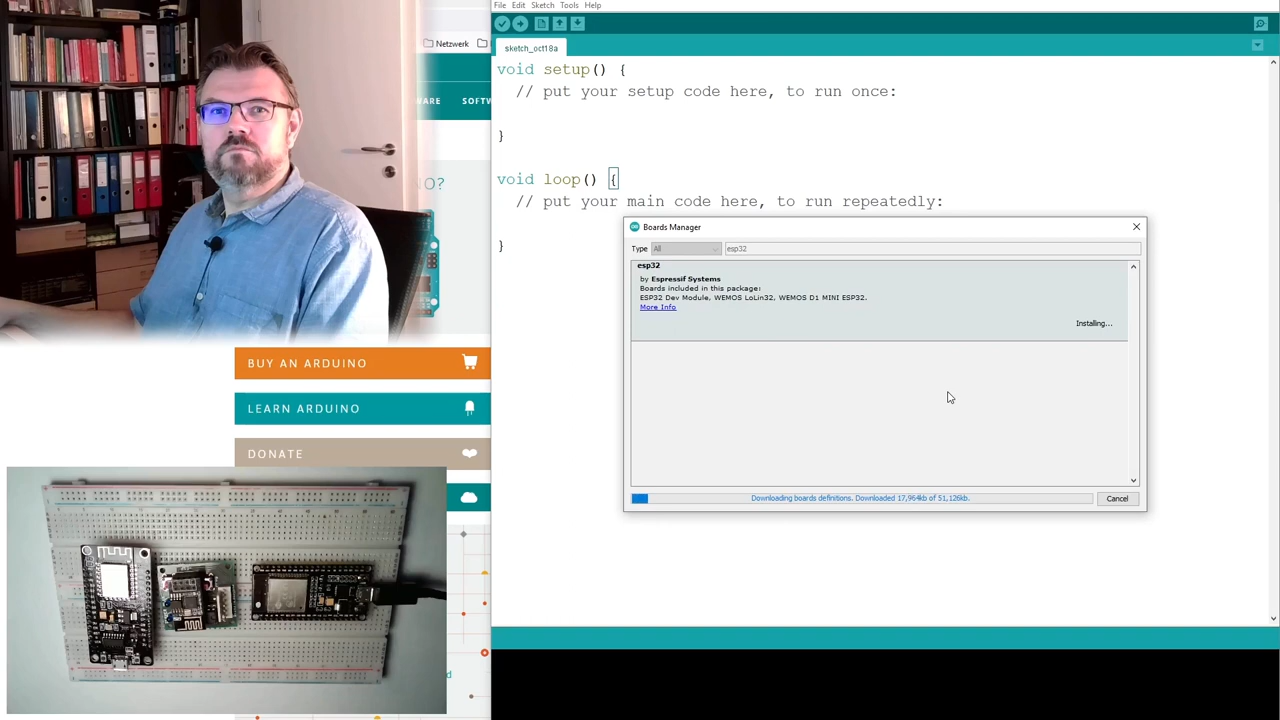 File Edit Sketch Tools Help
Netzwerk
sketch_oct18a
WARE SOFTW
NO?
void setup() {
// put your setup code here, to run once:
}
void loop() {
// put your main code here, to run repeatedly:
}
Boards Manager
Type All esp32
esp32
by Espressif Systems
Boards included in this package:
ESP32 Dev Module, WEMOS LoLin32, WEMOS D1 MINI ESP32.
More Info
Installing...
Downloading boards definitions. Downloaded 17,964kb of 51,126kb.
Cancel
BUY AN ARDUINO
LEARN ARDUINO
DONATE
d